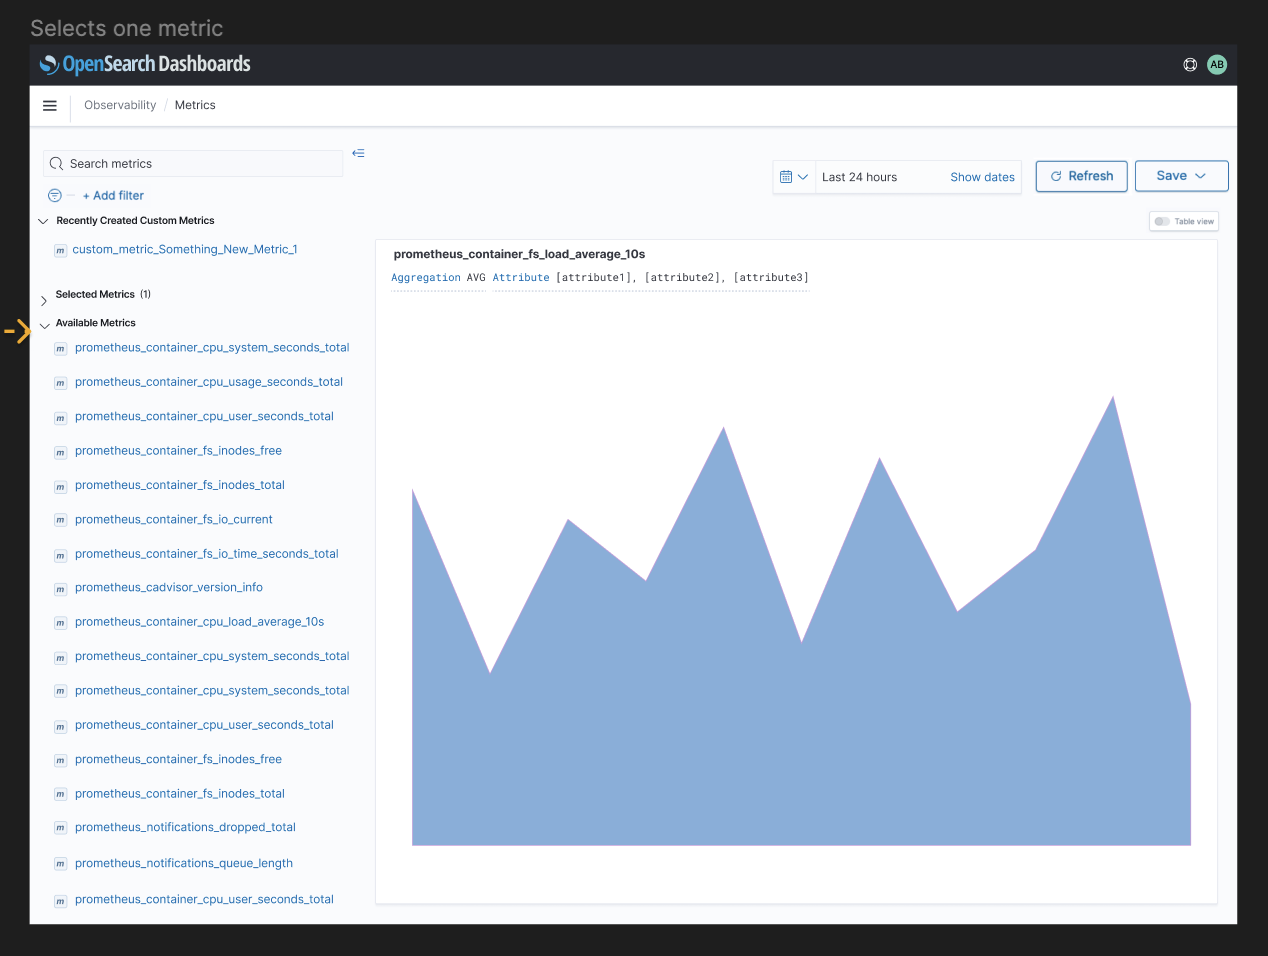 Selects one metric
OpenSearch Dashboards
AB
Observability / Metrics
Search metrics
+ Add filter
Last 24 hours
Show dates
Refresh
Save
Table view
Recently Created Custom Metrics
m custom_metric_Something_New_Metric_1
Selected Metrics (1)
Available Metrics
m prometheus_container_cpu_system_seconds_total
m prometheus_container_cpu_usage_seconds_total
m prometheus_container_cpu_user_seconds_total
m prometheus_container_fs_inodes_free
m prometheus_container_fs_inodes_total
m prometheus_container_fs_io_current
m prometheus_container_fs_io_time_seconds_total
m prometheus_cadvisor_version_info
m prometheus_container_cpu_load_average_10s
m prometheus_container_cpu_system_seconds_total
m prometheus_container_cpu_system_seconds_total
m prometheus_container_cpu_user_seconds_total
m prometheus_container_fs_inodes_free
m prometheus_container_fs_inodes_total
m prometheus_notifications_dropped_total
m prometheus_notifications_queue_length
m prometheus_container_cpu_user_seconds_total
prometheus_container_fs_load_average_10s
Aggregation AVG Attribute [attribute1], [attribute2], [attribute3]